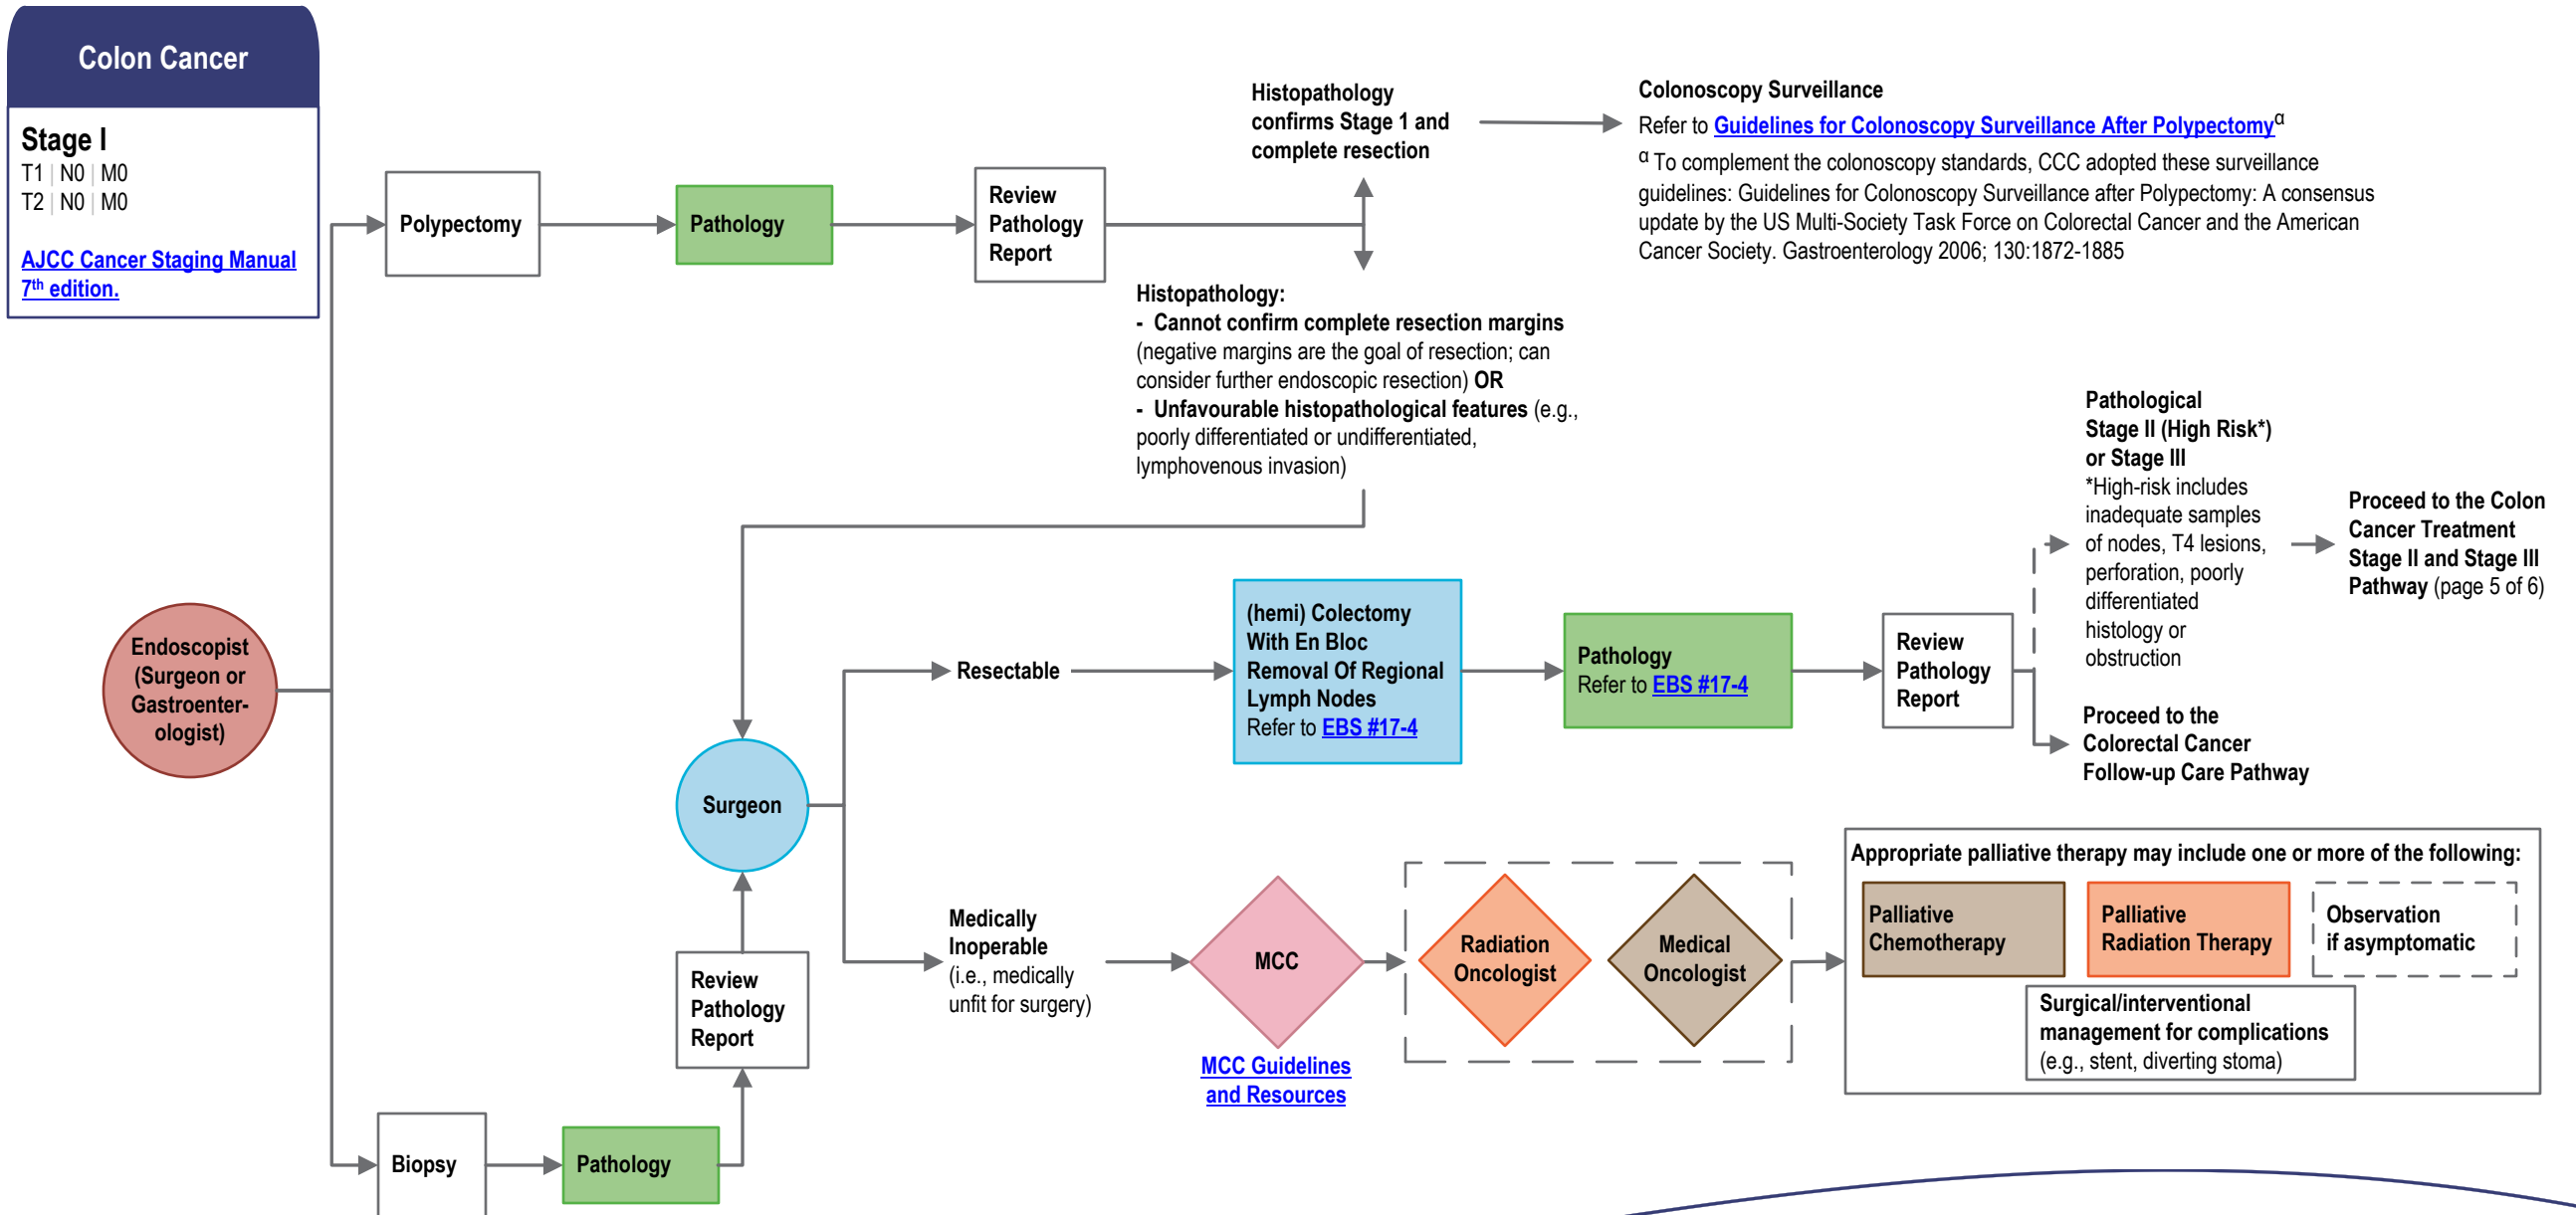 Colon Cancer
Stage I
T1 | N0 | M0
T2 | N0 | M0
AJCC Cancer Staging Manual
7th edition.
Endoscopist
(Surgeon or
Gastroenter-
ologist)
Polypectomy
Pathology
Review
Pathology
Report
Histopathology
confirms Stage 1 and
complete resection
Colonoscopy Surveillance
Refer to Guidelines for Colonoscopy Surveillance After Polypectomyα
α To complement the colonoscopy standards, CCC adopted these surveillance
guidelines: Guidelines for Colonoscopy Surveillance after Polypectomy: A consensus
update by the US Multi-Society Task Force on Colorectal Cancer and the American
Cancer Society. Gastroenterology 2006; 130:1872-1885
Histopathology:
- Cannot confirm complete resection margins
(negative margins are the goal of resection; can
consider further endoscopic resection) OR
- Unfavourable histopathological features (e.g.,
poorly differentiated or undifferentiated,
lymphovenous invasion)
Surgeon
Resectable
(hemi) Colectomy
With En Bloc
Removal Of Regional
Lymph Nodes
Refer to EBS #17-4
Pathology
Refer to EBS #17-4
Review
Pathology
Report
Pathological
Stage II (High Risk*)
or Stage III
*High-risk includes
inadequate samples
of nodes, T4 lesions,
perforation, poorly
differentiated
histology or
obstruction
Proceed to the Colon
Cancer Treatment
Stage II and Stage III
Pathway (page 5 of 6)
Proceed to the
Colorectal Cancer
Follow-up Care Pathway
Medically
Inoperable
(i.e., medically
unfit for surgery)
MCC
MCC Guidelines
and Resources
Radiation
Oncologist
Medical
Oncologist
Appropriate palliative therapy may include one or more of the following:
Palliative
Chemotherapy
Palliative
Radiation Therapy
Observation
if asymptomatic
Surgical/interventional
management for complications
(e.g., stent, diverting stoma)
Review
Pathology
Report
Biopsy
Pathology